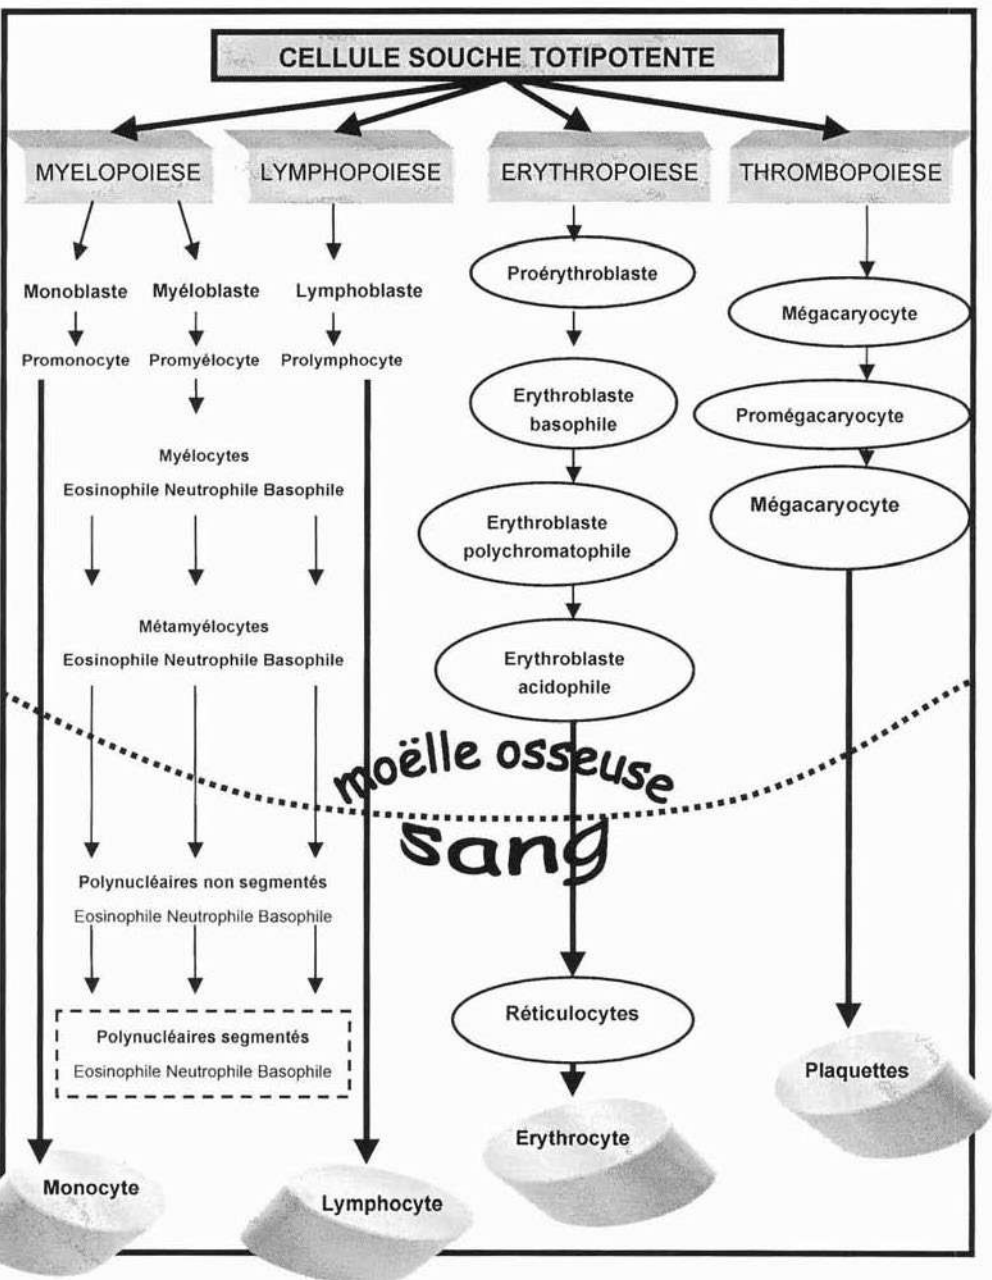 CELLULE SOUCHE TOTIPOTENTE
MYELOPOIESE
LYMPHOPOIESE
ERYTHROPOIESE
THROMBOPOIESE
Monoblaste
Myéloblaste
Lymphoblaste
Promonocyte
Promyélocyte
Prolymphocyte
Myélocytes
Eosinophile Neutrophile Basophile
Métamyélocytes
Eosinophile Neutrophile Basophile
Proérythroblaste
Erythroblaste
basophile
Erythroblaste
polychromatophile
Erythroblaste
acidophile
Mégacaryocyte
Promégacaryocyte
Mégacaryocyte
moëlle osseuse
sang
Polynucléaires non segmentés
Eosinophile Neutrophile Basophile
Polynucléaires segmentés
Eosinophile Neutrophile Basophile
Réticulocytes
Plaquettes
Erythrocyte
Monocyte
Lymphocyte